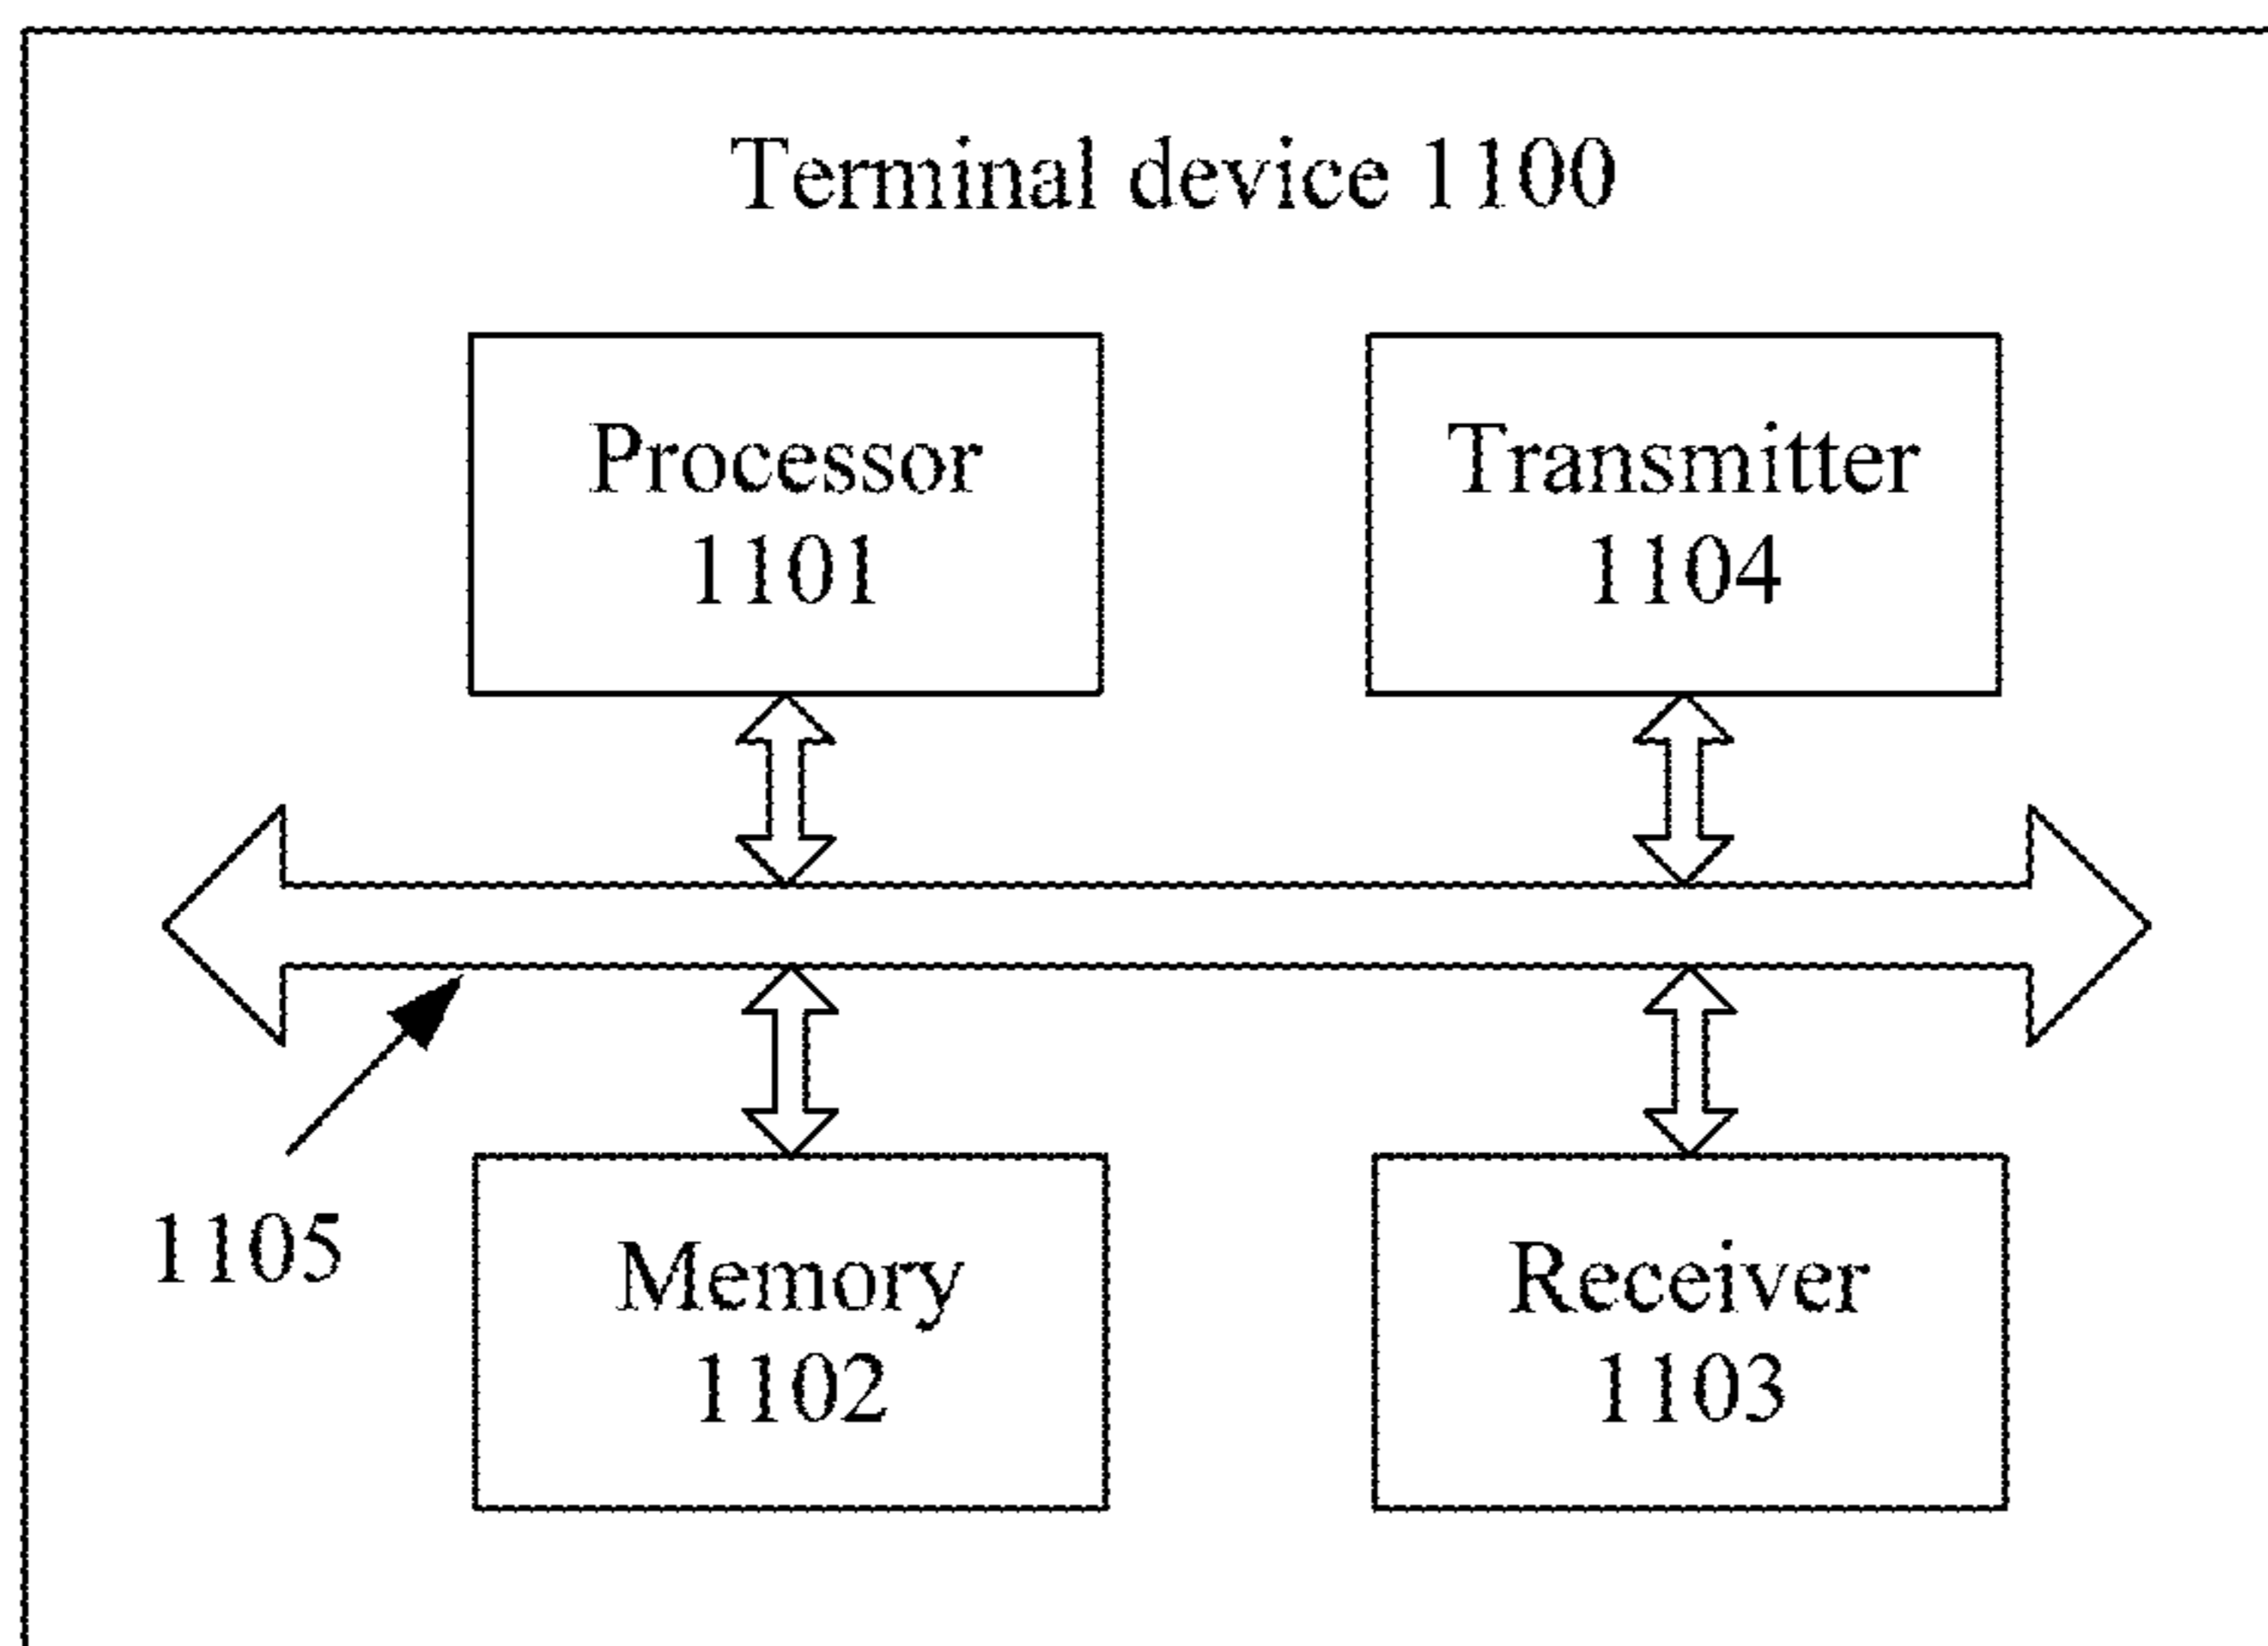 Terminal device 1100
Processor
1101
Transmitter
1104
1105
Memory
1102
Receiver
1103